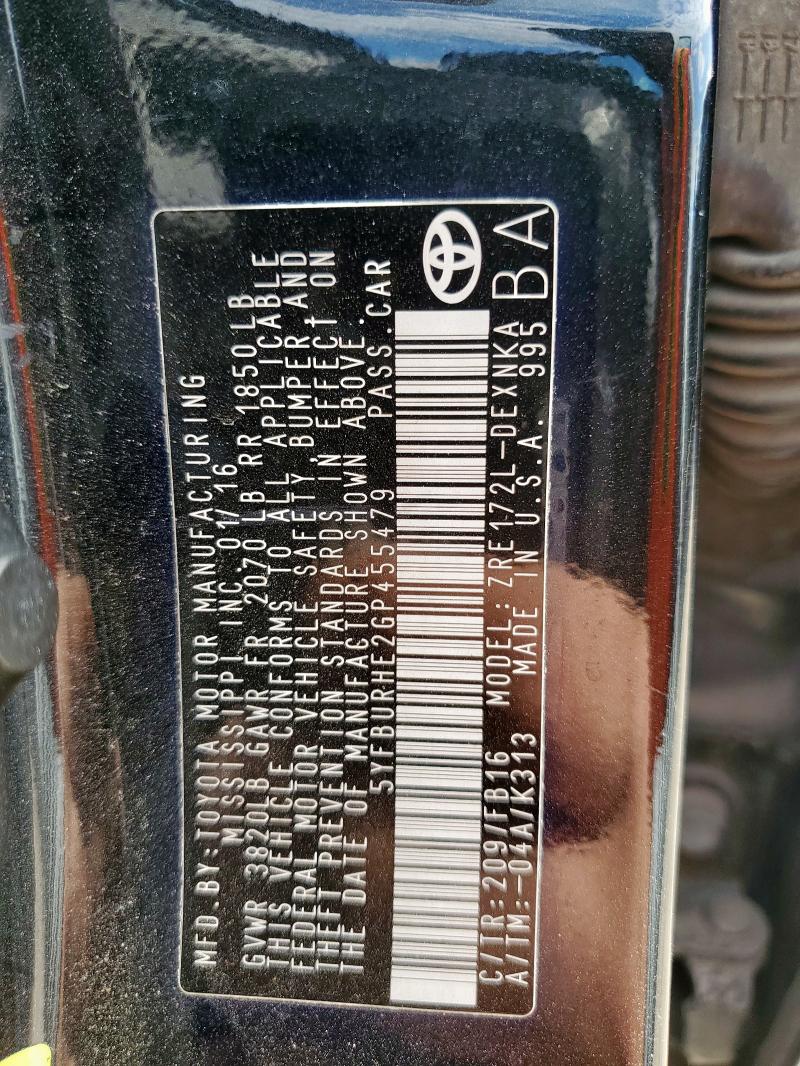 MFD.BY:TOYOTA MOTOR MANUFACTURING
MISSISSIPPI INC. 01/16
GVWR 3820LB GAWR FR 2070 LB RR 1850LB
THIS VEHICLE CONFORMS TO ALL APPLICABLE
FEDERAL MOTOR VEHICLE SAFETY, BUMPER AND
THEFT PREVENTION STANDARDS IN EFFECT ON
THE DATE OF MANUFACTURE SHOWN ABOVE.
5YFBURHE2GP455479 PASS.CAR
C/TR:209/FB16 MODEL:ZRE172L-DEXNKA
A/TM:-04A/K313 MADE IN U.S.A. 995
BA